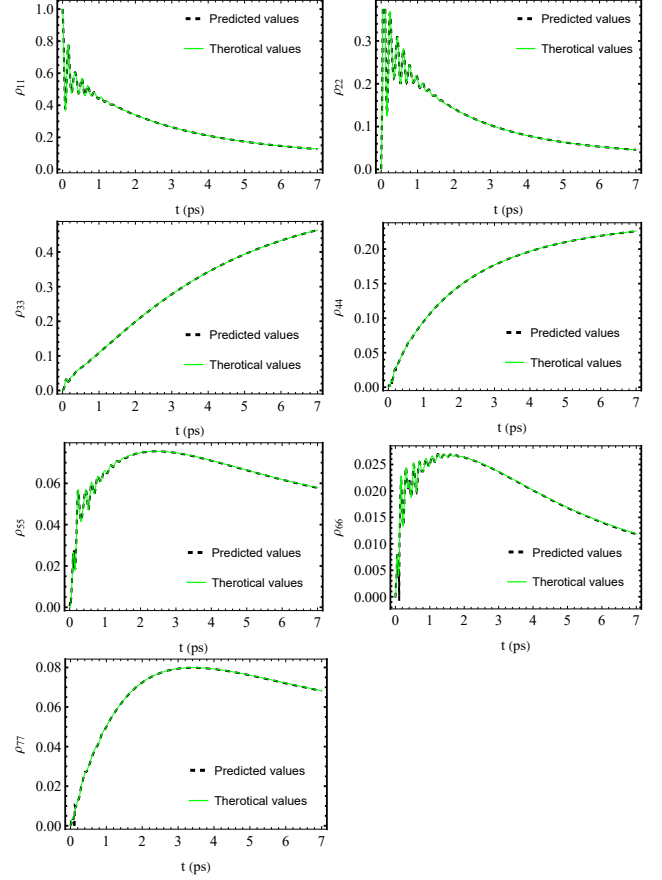 1.0
0.8
0.6
0.4
0.2
0.0
ρ11
Predicted values
Therotical values
0 1 2 3 4 5 6 7
t (ps)
0.3
0.2
0.1
0.0
ρ22
Predicted values
Therotical values
0 1 2 3 4 5 6 7
t (ps)
0.4
0.3
0.2
0.1
0.0
ρ33
Predicted values
Therotical values
0 1 2 3 4 5 6 7
t (ps)
0.20
0.15
0.10
0.05
0.00
ρ44
Predicted values
Therotical values
0 1 2 3 4 5 6 7
t (ps)
0.06
0.04
0.02
0.00
ρ55
Predicted values
Therotical values
0 1 2 3 4 5 6 7
t (ps)
0.025
0.020
0.015
0.010
0.005
0.000
ρ66
Predicted values
Therotical values
0 1 2 3 4 5 6 7
t (ps)
0.08
0.06
0.04
0.02
0.00
ρ77
Predicted values
Therotical values
0 1 2 3 4 5 6 7
t (ps)